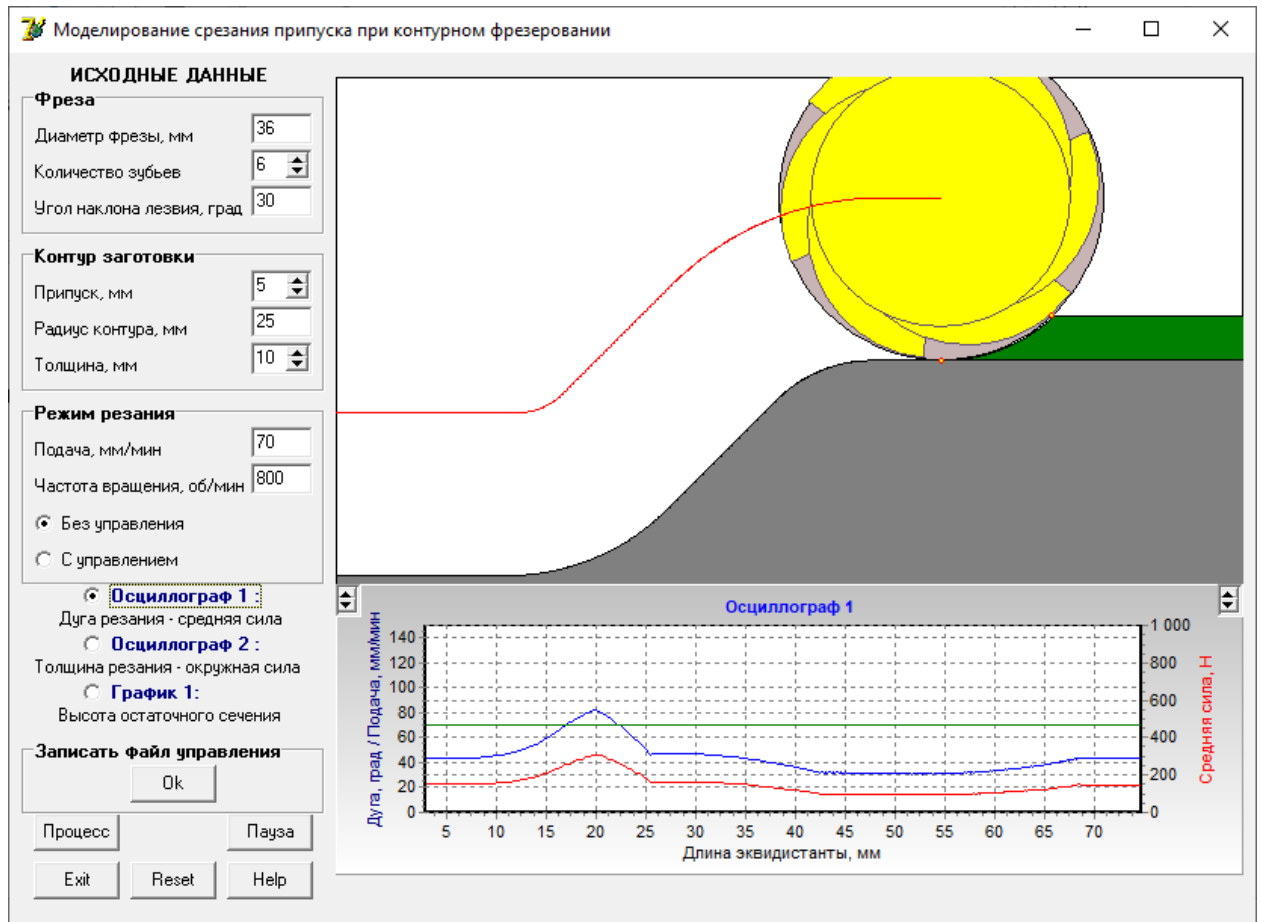 Моделирование срезания припуска при контурном фрезеровании
ИСХОДНЫЕ ДАННЫЕ
Фреза
Диаметр фрезы, мм 36
Количество зубьев 6
Угол наклона лезвия, град 30
Контур заготовки
Припуск, мм 5
Радиус контура, мм 25
Толщина, мм 10
Режим резания
Подача, мм/мин 70
Частота вращения, об/мин 800
Без управления
С управлением
Осциллограф 1 :
Дуга резания - средняя сила
Осциллограф 2 :
Толщина резания - окружная сила
График 1:
Высота остаточного сечения
Записать файл управления
Ok
Процесс Пауза
Exit Reset Help
Осциллограф 1
Дуга, град / Подача, мм/мин
140
120
100
80
60
40
20
0
1 000
800
600
400
200
0
Средняя сила, Н
5 10 15 20 25 30 35 40 45 50 55 60 65 70
Длина эквидистанты, мм